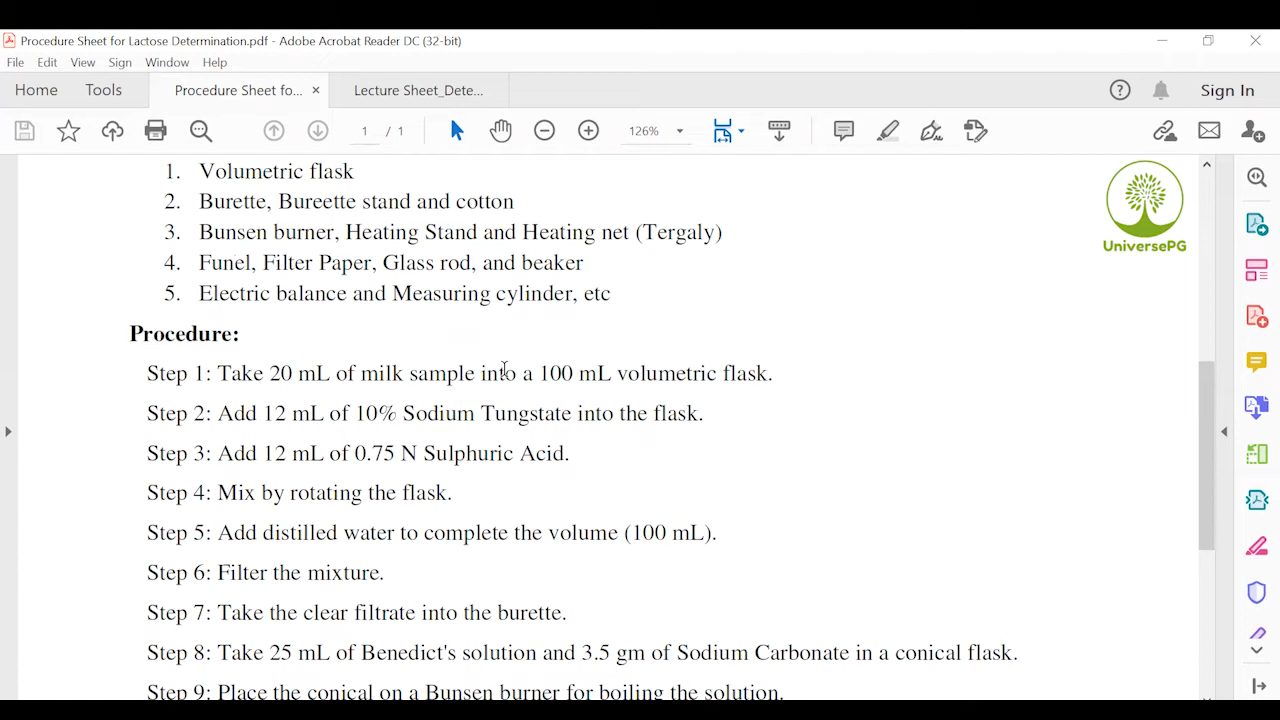 Procedure Sheet for Lactose Determination.pdf - Adobe Acrobat Reader DC (32-bit)
File Edit View Sign Window Help
Home Tools Procedure Sheet fo... × Lecture Sheet_Dete... Sign In
1 / 1 126%
1. Volumetric flask
2. Burette, Bureette stand and cotton
3. Bunsen burner, Heating Stand and Heating net (Tergaly)
4. Funel, Filter Paper, Glass rod, and beaker
5. Electric balance and Measuring cylinder, etc
UniversePG
Procedure:
Step 1: Take 20 mL of milk sample into a 100 mL volumetric flask.
Step 2: Add 12 mL of 10% Sodium Tungstate into the flask.
Step 3: Add 12 mL of 0.75 N Sulphuric Acid.
Step 4: Mix by rotating the flask.
Step 5: Add distilled water to complete the volume (100 mL).
Step 6: Filter the mixture.
Step 7: Take the clear filtrate into the burette.
Step 8: Take 25 mL of Benedict's solution and 3.5 gm of Sodium Carbonate in a conical flask.
Step 9: Place the conical on a Bunsen burner for boiling the solution.